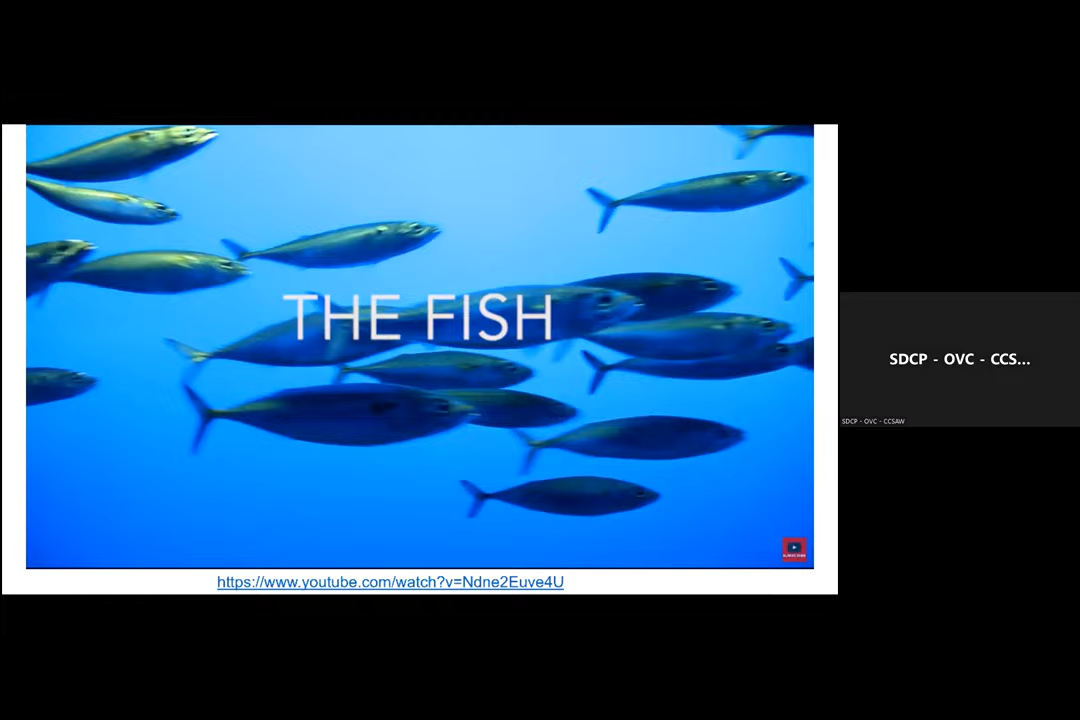 THE FISH
https://www.youtube.com/watch?v=Ndne2Euve4U
SDCP - OVC - CCS...
SDCP - OVC - CCSAW